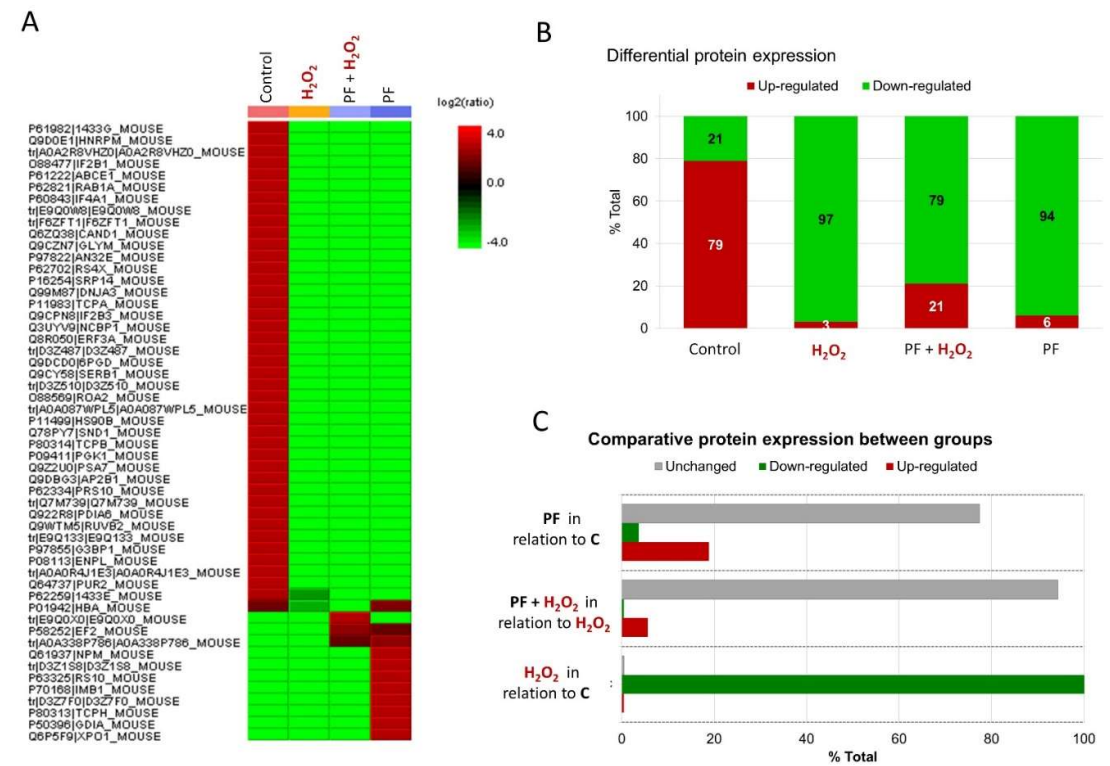 A
Control
H2O2
PF + H2O2
PF
log2(ratio)
4.0
0.0
-4.0
P61982|1433G_MOUSE
Q9D0E1|HNRPM_MOUSE
tr|A0A2R8VHZ0|A0A2R8VHZ0_MOUSE
O88477|IF2B1_MOUSE
P61222|ABCE1_MOUSE
P62821|RAB1A_MOUSE
P60843|IF4A1_MOUSE
tr|E9Q0W8|E9Q0W8_MOUSE
tr|F6ZFT1|F6ZFT1_MOUSE
Q6ZQ38|CAND1_MOUSE
Q9CZN7|GLYM_MOUSE
P97822|AN32E_MOUSE
P62702|RS4X_MOUSE
P16254|SRP14_MOUSE
Q99M87|DNJA3_MOUSE
P11983|TCPA_MOUSE
Q9CPN8|IF2B3_MOUSE
Q3UYV9|NCBP1_MOUSE
Q8R050|ERF3A_MOUSE
tr|D3Z487|D3Z487_MOUSE
Q9DCD0|6PGD_MOUSE
Q9CY58|SERB1_MOUSE
tr|D3Z510|D3Z510_MOUSE
O88569|ROA2_MOUSE
tr|A0A087WPL5|A0A087WPL5_MOUSE
P11499|HS90B_MOUSE
Q78PY7|SND1_MOUSE
P80314|TCPB_MOUSE
P09411|PGK1_MOUSE
Q9Z2U0|PSA7_MOUSE
Q9DBG3|AP2B1_MOUSE
P62334|PRS10_MOUSE
tr|Q7M739|Q7M739_MOUSE
Q922R8|PDIA6_MOUSE
Q9WTM5|RUVB2_MOUSE
tr|E9Q133|E9Q133_MOUSE
P97855|G3BP1_MOUSE
P08113|ENPL_MOUSE
tr|A0A0R4J1E3|A0A0R4J1E3_MOUSE
Q64737|PUR2_MOUSE
P62259|1433E_MOUSE
P01942|HBA_MOUSE
tr|E9Q0X0|E9Q0X0_MOUSE
P58252|EF2_MOUSE
tr|A0A338P786|A0A338P786_MOUSE
Q61937|NPM_MOUSE
tr|D3Z1S8|D3Z1S8_MOUSE
P63325|RS10_MOUSE
P70168|IMB1_MOUSE
tr|D3Z7F0|D3Z7F0_MOUSE
P80313|TCPH_MOUSE
P50396|GDIA_MOUSE
Q6P5F9|XPO1_MOUSE
B
Differential protein expression
Up-regulated Down-regulated
% Total
100
80
60
40
20
0
21
79
97
3
79
21
94
6
Control H2O2 PF + H2O2 PF
C
Comparative protein expression between groups
Unchanged Down-regulated Up-regulated
PF in
relation to C
PF + H2O2 in
relation to H2O2
H2O2 in
relation to C
:
0 20 40 60 80 100
% Total